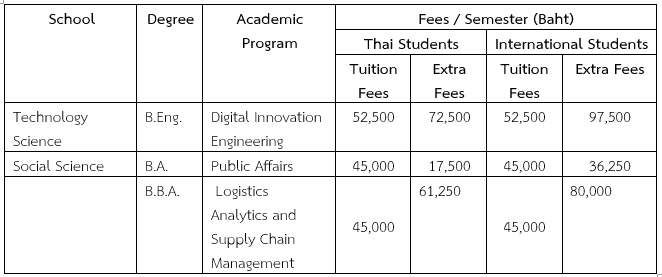 School Degree Academic Program Fees / Semester (Baht)
Thai Students International Students
Tuition Fees Extra Fees Tuition Fees Extra Fees
Technology Science B.Eng. Digital Innovation Engineering 52,500 72,500 52,500 97,500
Social Science B.A. Public Affairs 45,000 17,500 45,000 36,250
B.B.A. Logistics Analytics and Supply Chain Management 45,000 61,250 45,000 80,000